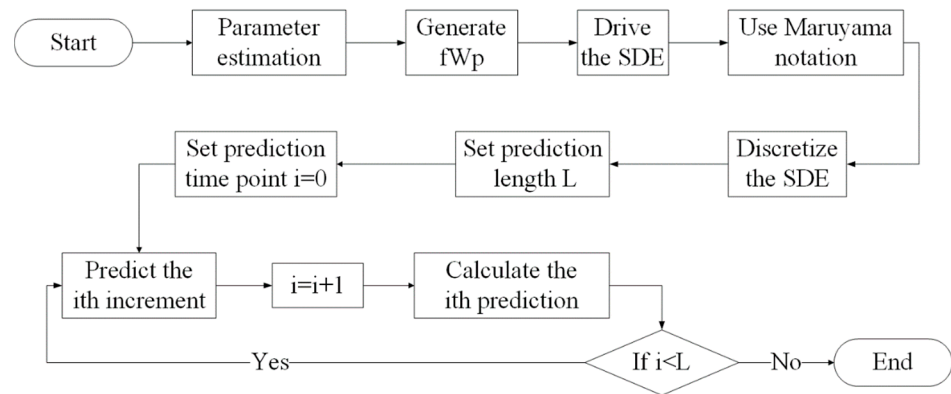 Start
Parameter
estimation
Generate
fWp
Drive
the SDE
Use Maruyama
notation
Set prediction
time point i=0
Set prediction
length L
Discretize
the SDE
Predict the
ith increment
i=i+1
Calculate the
ith prediction
Yes
If i<L
No
End